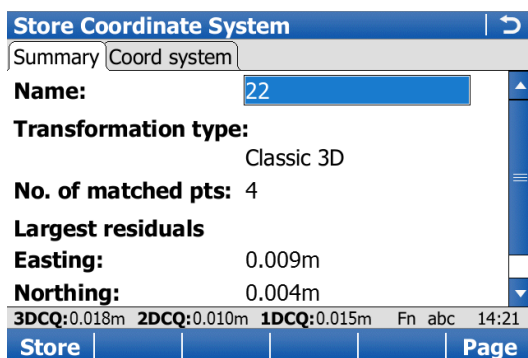 Store Coordinate System
Summary Coord system
Name: 22
Transformation type:
Classic 3D
No. of matched pts: 4
Largest residuals
Easting: 0.009m
Northing: 0.004m
3DCQ:0.018m 2DCQ:0.010m 1DCQ:0.015m Fn abc 14:21
Store Page